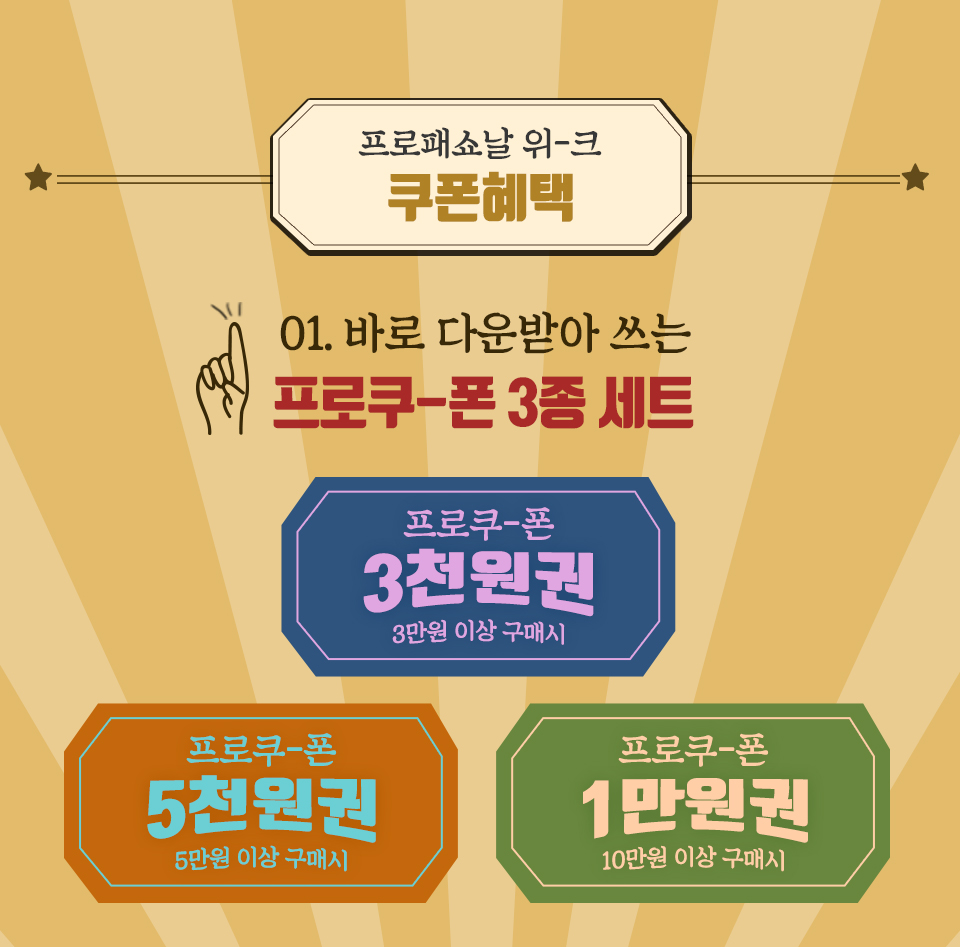 프로패쇼날 위-크
쿠폰혜택
01. 바로 다운받아 쓰는
프로쿠-폰 3종 세트
프로쿠-폰
3천원권
3만원 이상 구매시
프로쿠-폰
5천원권
5만원 이상 구매시
프로쿠-폰
1만원권
10만원 이상 구매시